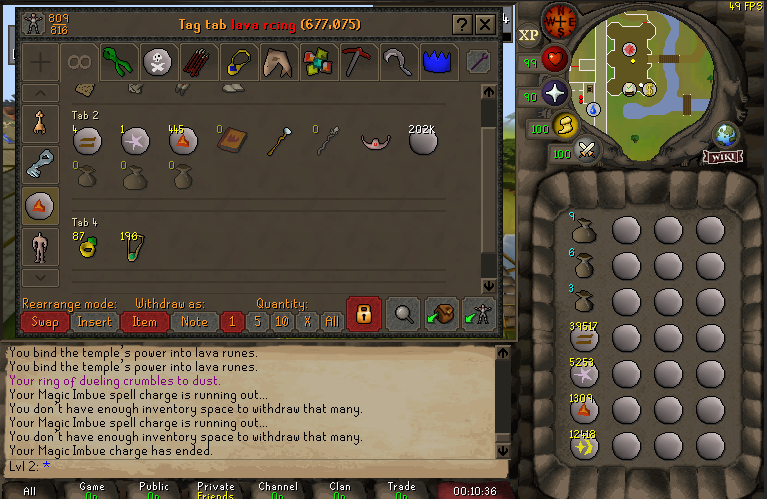 49 FPS
809
816
Tag tab lava rcing (677.075)
?
XP
99
90
100
100
WIKI
Tab 2
4
1
445
0
0
202k
0
0
0
Tab 4
87
196
Rearrange mode:
Withdraw as:
Quantity:
Swap
Insert
Item
Note
1
5
10
X
All
You bind the temple's power into lava runes.
You bind the temple's power into lava runes.
Your ring of dueling crumbles to dust.
Your Magic Imbue spell charge is running out...
You don't have enough inventory space to withdraw that many.
Your Magic Imbue spell charge is running out...
You don't have enough inventory space to withdraw that many.
Your Magic Imbue charge has ended.
Lvl 2: *
All
Game
On
Public
On
Private
Friends
Channel
On
Clan
On
Trade
On
00:10:36
9
6
3
39517
5253
1309
12418